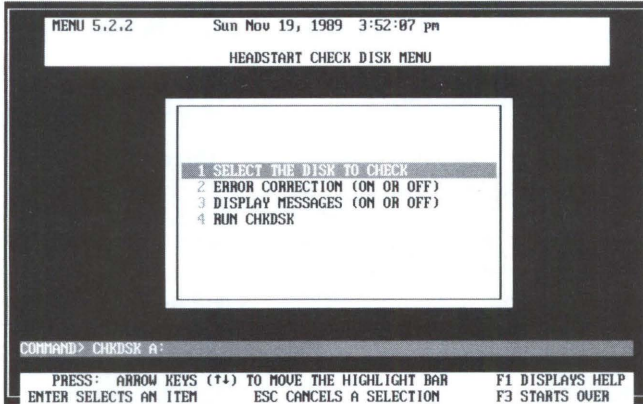 MENU 5.2.2 Sun Nov 19, 1989 3:52:07 pm
HEADSTART CHECK DISK MENU
1 SELECT THE DISK TO CHECK
2 ERROR CORRECTION (ON OR OFF)
3 DISPLAY MESSAGES (ON OR OFF)
4 RUN CHKDSK
COMMAND> CHKDSK A:
PRESS: ARROW KEYS (↑↓) TO MOVE THE HIGHLIGHT BAR F1 DISPLAYS HELP
ENTER SELECTS AN ITEM ESC CANCELS A SELECTION F3 STARTS OVER